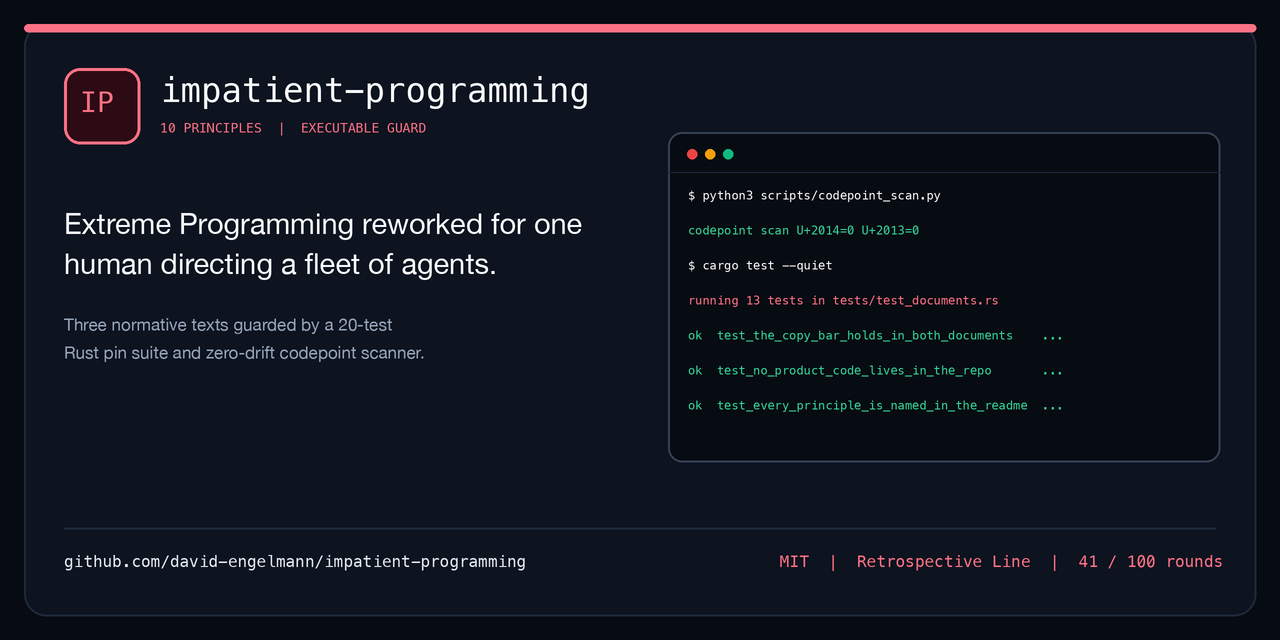 IP
impatient-programming
10 PRINCIPLES | EXECUTABLE GUARD
Extreme Programming reworked for one
human directing a fleet of agents.
Three normative texts guarded by a 20-test
Rust pin suite and zero-drift codepoint scanner.
$ python3 scripts/codepoint_scan.py
codepoint scan U+2014=0 U+2013=0
$ cargo test --quiet
running 13 tests in tests/test_documents.rs
ok test_the_copy_bar_holds_in_both_documents ...
ok test_no_product_code_lives_in_the_repo ...
ok test_every_principle_is_named_in_the_readme ...
github.com/david-engelmann/impatient-programming
MIT | Retrospective Line | 41 / 100 rounds